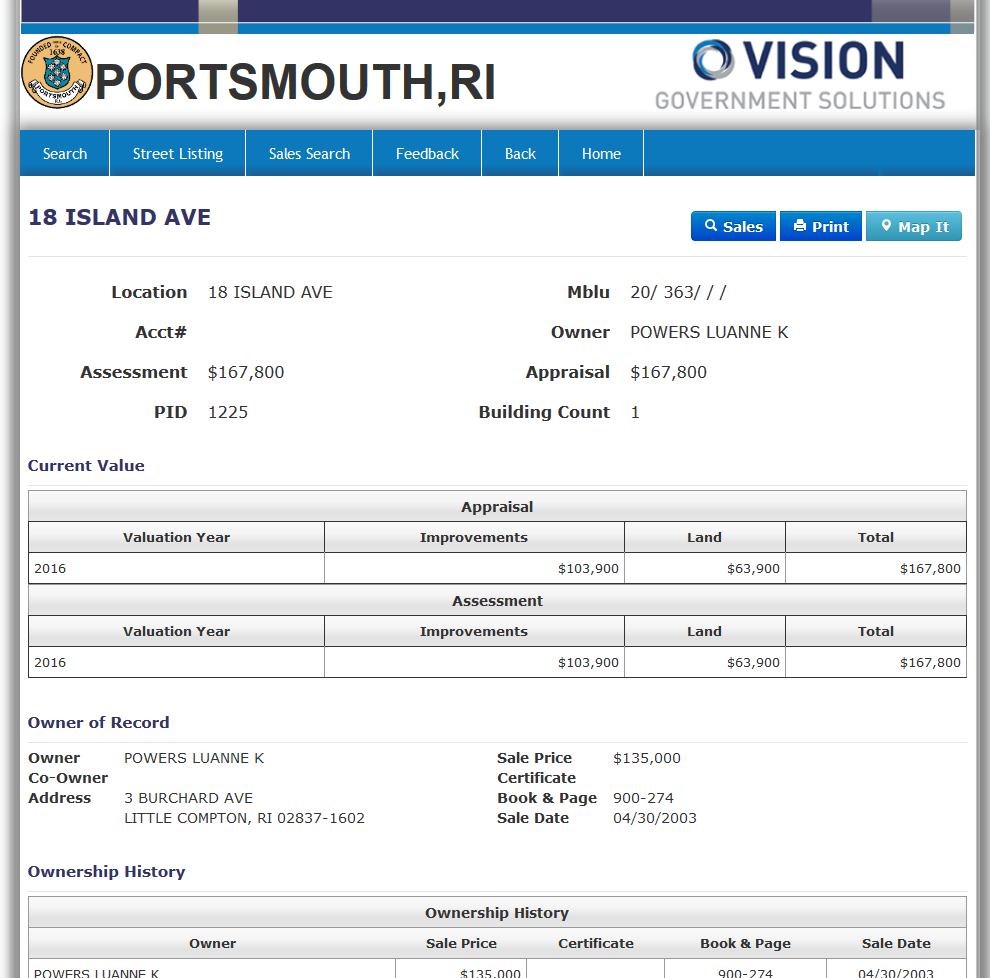 FOUNDED BY COMPACT
1638
PORTSMOUTH
R.I.
PORTSMOUTH,RI
VISION
GOVERNMENT SOLUTIONS
Search Street Listing Sales Search Feedback Back Home
18 ISLAND AVE
Sales Print Map It
Location 18 ISLAND AVE Mblu 20/ 363/ / /
Acct# Owner POWERS LUANNE K
Assessment $167,800 Appraisal $167,800
PID 1225 Building Count 1
Current Value
Appraisal
Valuation Year Improvements Land Total
2016 $103,900 $63,900 $167,800
Assessment
Valuation Year Improvements Land Total
2016 $103,900 $63,900 $167,800
Owner of Record
Owner POWERS LUANNE K Sale Price $135,000
Co-Owner Certificate
Address 3 BURCHARD AVE Book & Page 900-274
LITTLE COMPTON, RI 02837-1602 Sale Date 04/30/2003
Ownership History
Ownership History
Owner Sale Price Certificate Book & Page Sale Date
POWERS LUANNE K $135,000 900-274 04/30/2003